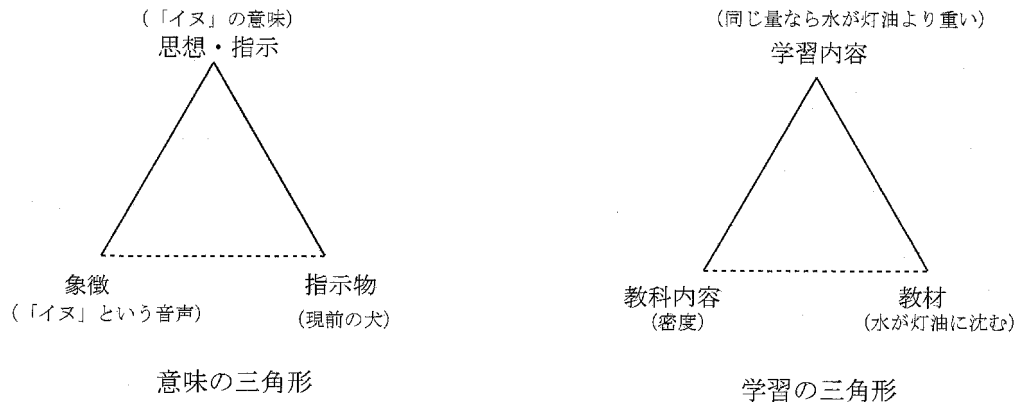 (「イヌ」の意味)
思想・指示
象徴
(「イヌ」という音声)
指示物
(現前の犬)
意味の三角形
(同じ量なら水が灯油より重い)
学習内容
教科内容
(密度)
教材
(水が灯油に沈む)
学習の三角形